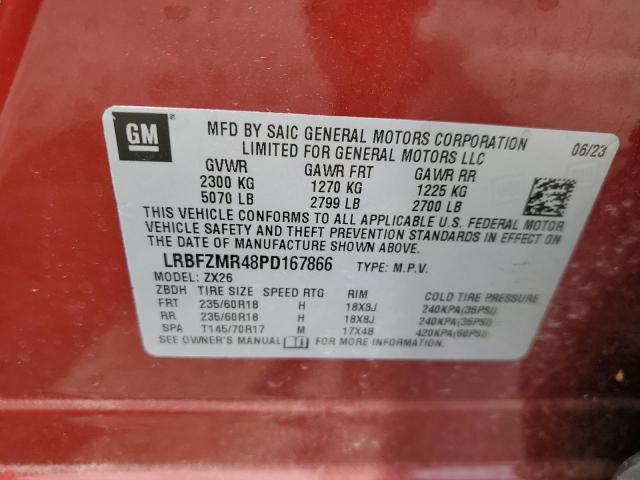 GM
MFD BY SAIC GENERAL MOTORS CORPORATION
LIMITED FOR GENERAL MOTORS LLC
06/23
GVWR GAWR FRT GAWR RR
2300 KG 1270 KG 1225 KG
5070 LB 2799 LB 2700 LB
THIS VEHICLE CONFORMS TO ALL APPLICABLE U.S. FEDERAL MOTOR
VEHICLE SAFETY AND THEFT PREVENTION STANDARDS IN EFFECT ON
THE DATE OF MANUFACTURE SHOWN ABOVE.
LRBFZMR48PD167866 TYPE: M.P.V.
MODEL: ZX26
ZBDH TIRE SIZE SPEED RTG RIM COLD TIRE PRESSURE
FRT 235/60R18 H 18X8J 240KPA(35PSI)
RR 235/60R18 H 18X8J 240KPA(35PSI)
SPA T145/70R17 M 17X4B 420KPA(60PSI)
SEE OWNER'S MANUAL FOR MORE INFORMATION.